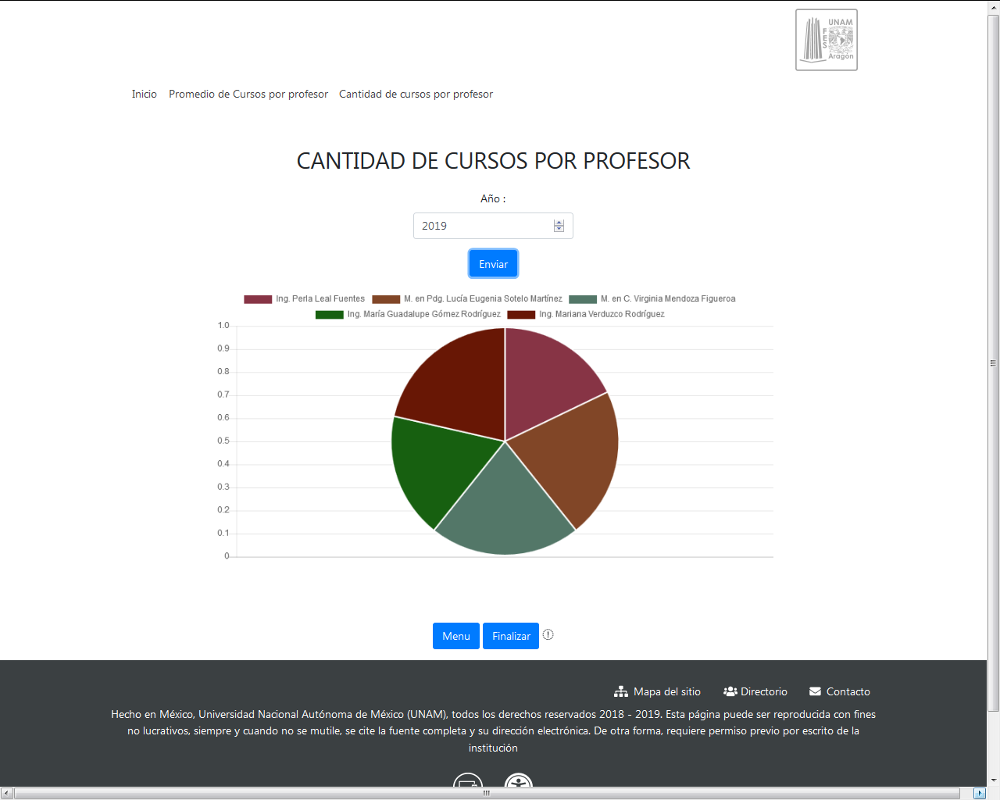 UNAM
FES
Aragón
Inicio Promedio de Cursos por profesor Cantidad de cursos por profesor
CANTIDAD DE CURSOS POR PROFESOR
Año :
2019
Enviar
Ing. Perla Leal Fuentes M. en Pdg. Lucía Eugenia Sotelo Martínez M. en C. Virginia Mendoza Figueroa
Ing. María Guadalupe Gómez Rodríguez Ing. Mariana Verduzco Rodríguez
1.0
0.9
0.8
0.7
0.6
0.5
0.4
0.3
0.2
0.1
0
Menu Finalizar
Mapa del sitio Directorio Contacto
Hecho en México, Universidad Nacional Autónoma de México (UNAM), todos los derechos reservados 2018 - 2019. Esta página puede ser reproducida con fines
no lucrativos, siempre y cuando no se mutile, se cite la fuente completa y su dirección electrónica. De otra forma, requiere permiso previo por escrito de la
institución